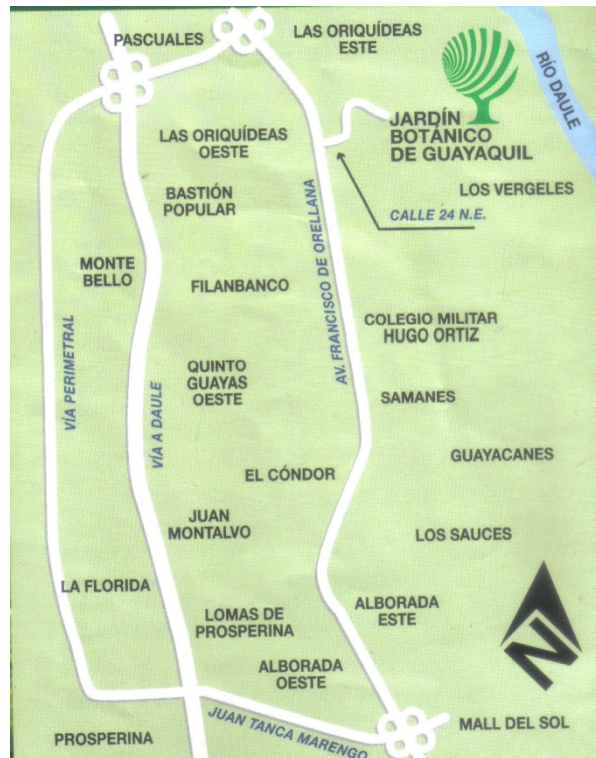 PASCUALES
LAS ORIQUÍDEAS
ESTE
RÍO DAULE
JARDÍN
BOTÁNICO
DE GUAYAQUIL
LAS ORIQUÍDEAS
OESTE
LOS VERGELES
BASTIÓN
POPULAR
CALLE 24 N.E.
MONTE
BELLO
FILANBANCO
AV. FRANCISCO DE ORELLANA
COLEGIO MILITAR
HUGO ORTIZ
VÍA PERIMETRAL
VÍA A DAULE
QUINTO
GUAYAS
OESTE
SAMANES
GUAYACANES
EL CÓNDOR
JUAN
MONTALVO
LOS SAUCES
LA FLORIDA
LOMAS DE
PROSPERINA
ALBORADA
ESTE
N
ALBORADA
OESTE
JUAN TANCA MARENGO
MALL DEL SOL
PROSPERINA